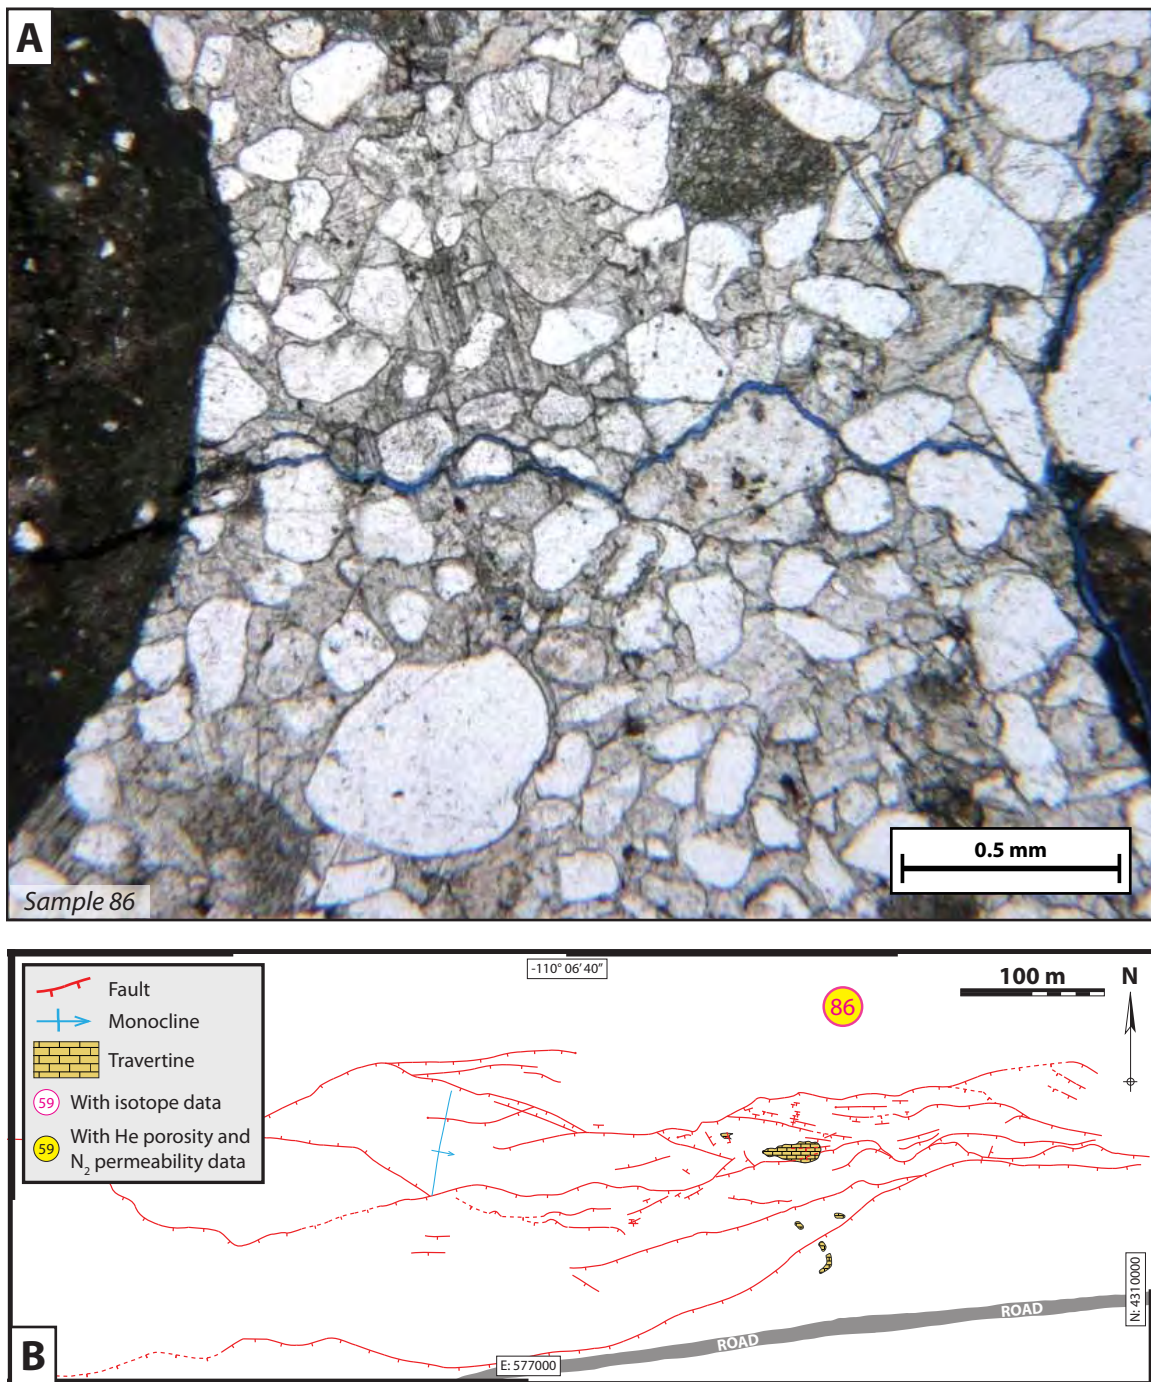 A
0.5 mm
Sample 86
-110° 06' 40"
Fault
Monocline
Travertine
59 With isotope data
59 With He porosity and
N₂ permeability data
86
100 m
N
N: 4310000
ROAD
ROAD
E: 577000
B